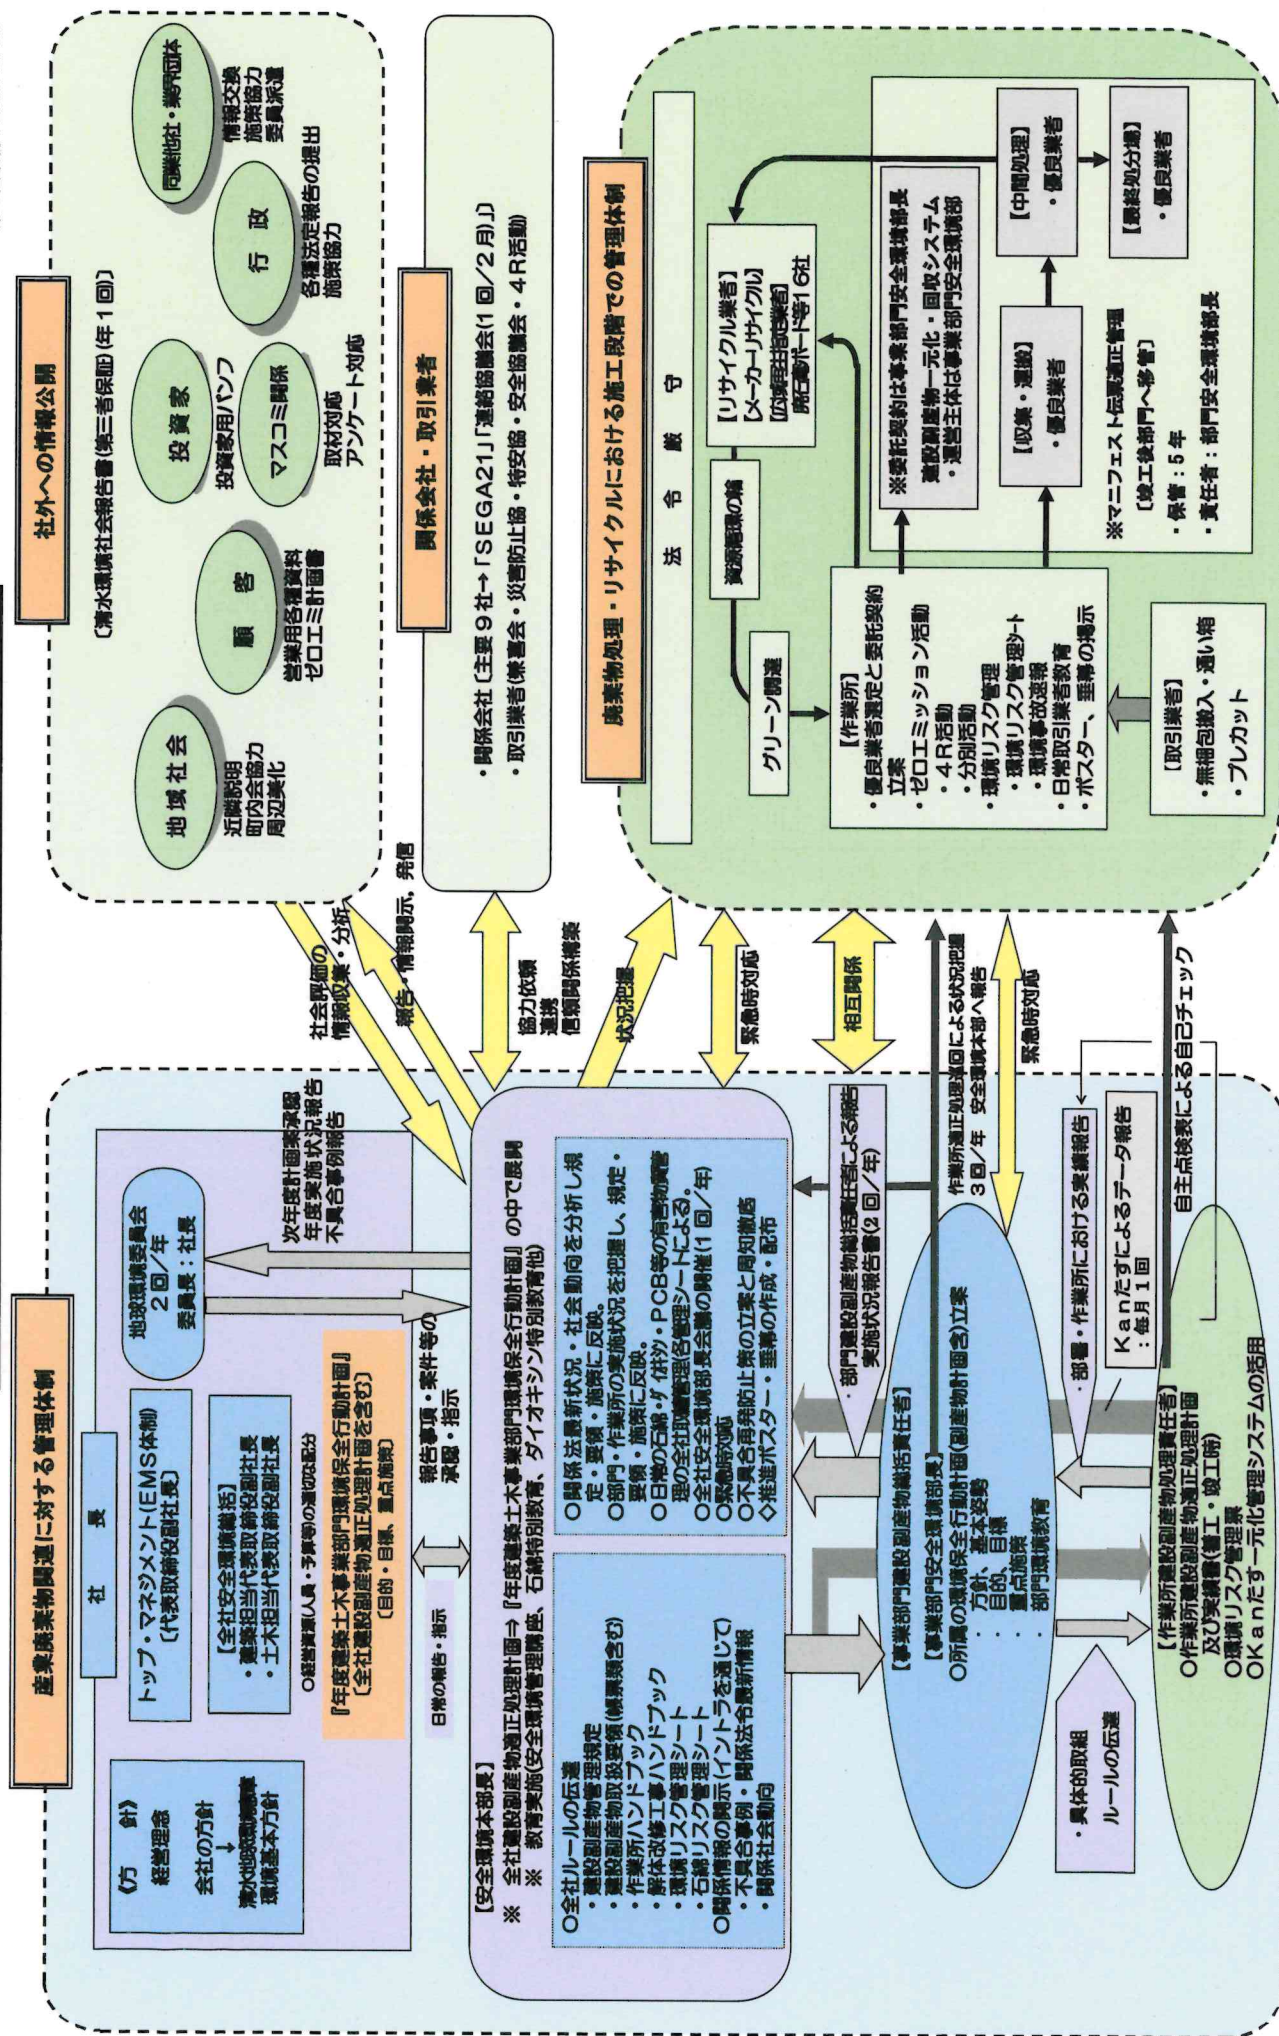 産業廃棄物関連に対する管理体制
社　長
《方　針》
経営理念
会社の方針
↓
環境基本方針
トップ・マネジメント(EMS体制)
〔代表取締役副社長〕
【全社安全環境総括】
・建築担当代表取締役副社長
・土木担当代表取締役副社長
○経営資源(人員・予算等)の適切な配分
『年度建築土木事業部門環境保全行動計画』
〔全社建設副産物適正処理計画を含む〕
〔目的・目標、重点施策〕
地球環境委員会
2回／年
委員長：社長
次年度計画案承認
年度実施状況報告
不具合事例報告
日常の報告・指示
報告事項・案件等の
承認・指示
【安全環境本部長】
※　全社建設副産物適正処理計画⇒『年度建築土木事業部門環境保全行動計画』の中で展開
※　教育実施(安全環境管理講座、石綿特別教育、ダイオキシン特別教育他)
○全社ルールの伝達
・建設副産物管理規定
・建設副産物取扱要領(帳票類含む)
・作業所ハンドブック
・解体改修工事ハンドブック
・環境リスク管理シート
・石綿リスク管理シート
○関係情報の開示(イントラを通じて)
・不具合事例・関係法令最新情報
・関係社会動向
○関係法最新状況・社会動向を分析し規
定・要領・施策に反映。
○部門・作業所の実施状況を把握し、規定・
要領・施策に反映。
○日常の石綿・ダイオキシン・PCB等の有害物質管
理の全社取纏管理(各管理シートによる)。
○全社安全環境部長会議の開催(1回／年)
○緊急時対応
○不具合再発防止策の立案と周知徹底
◇推進ポスター・垂幕の作成・配布
・部門建設副産物総括責任者による報告
実施状況報告書(2回／年)
【事業部門建設副産物総括責任者】
【事業部門安全環境部長】
○所属の環境保全行動計画(副産物計画含)立案
・方針、基本姿勢
・目的、目標
・重点施策
・部門環境教育
・具体的取組
ルールの伝達
・部署・作業所における実績報告
Kanたすによるデータ報告
：毎月1回
【作業所建設副産物処理責任者】
○作業所建設副産物適正処理計画
及び実績書(着工・竣工時)
○環境リスク管理票
○Kanたす一元化管理システムの活用
社会評価の
情報収集・分析
報告・情報開示，発信
協力依頼
連携
信頼関係構築
状況把握
緊急時対応
相互関係
作業所適正処理巡回による状況把握
3回／年　安全環境本部へ報告
緊急時対応
自主点検表による自己チェック
社外への情報公開
〔清水環境社会報告書(第三者保証)(年1回)〕
地域社会
近隣説明
町内会協力
周辺美化
顧　客
営業用各種資料
ゼロエミ計画書
投資家
投資家用パンフ
マスコミ関係
取材対応
アンケート対応
行　政
各種法定報告の提出
施策協力
同業他社・業界団体
情報交換
施策協力
委員派遣
関係会社・取引業者
・関係会社〔主要9社→「SEGA21」「連絡協議会(1回／2月)」〕
・取引業者(兼喜会・災害防止協・特安協・安全協議会・4R活動)
廃棄物処理・リサイクルにおける施工段階での管理体制
法　令　厳　守
グリーン調達
資源循環の輪
【リサイクル業者】
【メーカーリサイクル】
【広域再生指定業者】
廃石膏ボード等16社
【作業所】
・優良業者選定と委託契約
立案
・ゼロエミッション活動
・4R活動
・分別活動
・環境リスク管理
・環境リスク管理シート
・環境事故速報
・日常取引業者教育
・ポスター、垂幕の掲示
※委託契約は事業部門安全環境部長
建設副産物一元化・回収システム
・運営主体は事業部門安全環境部
【収集・運搬】
・優良業者
【中間処理】
・優良業者
【最終処分場】
・優良業者
※マニフェスト伝票適正管理
〔竣工後部門へ移管〕
・保管：5年
・責任者：部門安全環境部長
【取引業者】
・無梱包搬入・通い箱
・プレカット